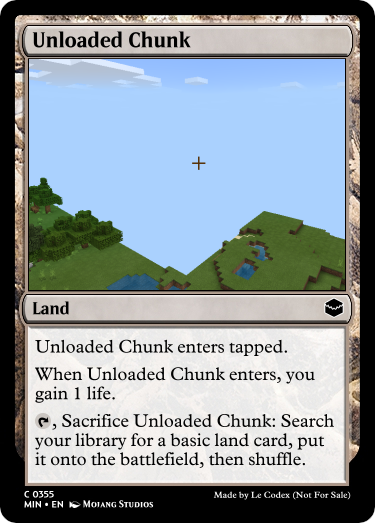 Unloaded Chunk
Land
Unloaded Chunk enters tapped.
When Unloaded Chunk enters, you
gain 1 life.
, Sacrifice Unloaded Chunk: Search
your library for a basic land card, put
it onto the battlefield, then shuffle.
C 0355
MIN • EN Mojang Studios
Made by Le Codex (Not For Sale)